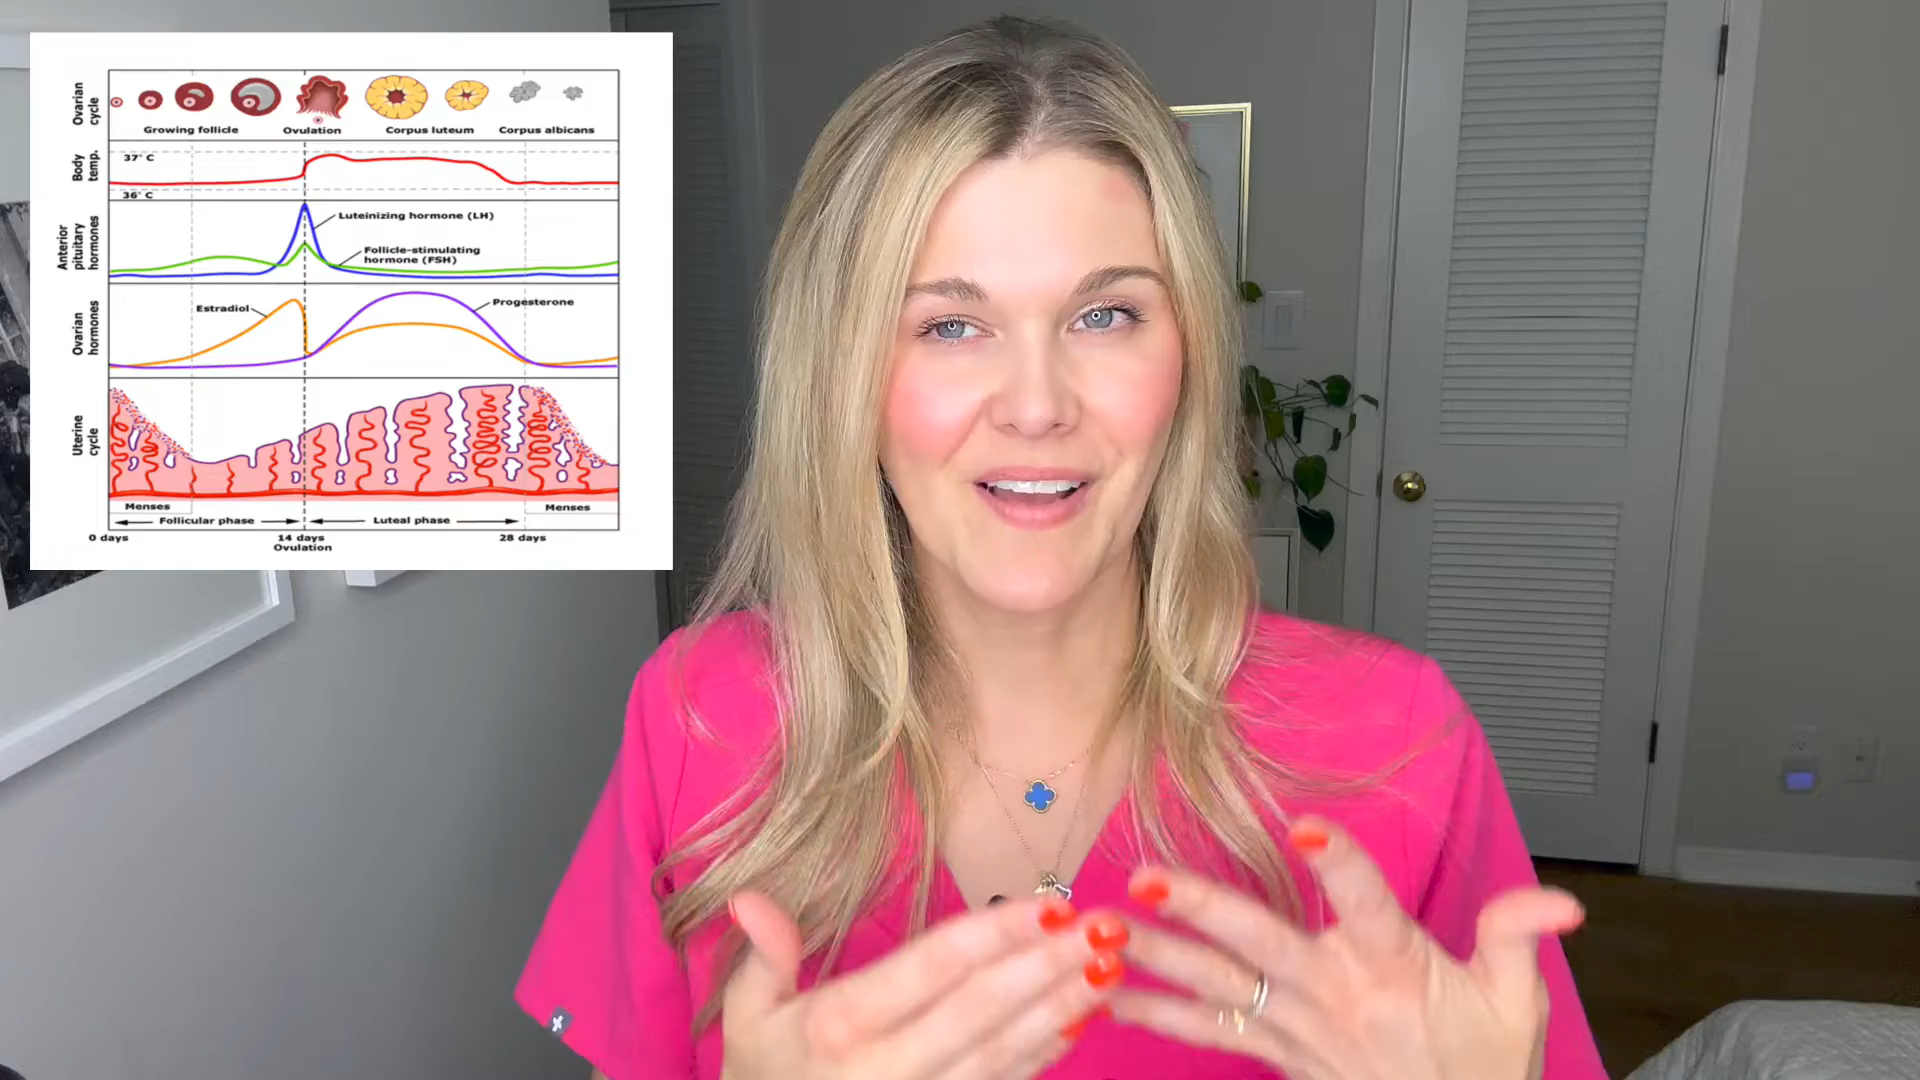 Ovarian
cycle
Growing follicle
Ovulation
Corpus luteum
Corpus albicans
Body
temp.
37° C
36° C
Anterior
pituitary
hormones
Luteinizing hormone (LH)
Follicle-stimulating
hormone (FSH)
Ovarian
hormones
Estradiol
Progesterone
Uterine
cycle
Menses
Menses
Follicular phase
Luteal phase
0 days
14 days
Ovulation
28 days